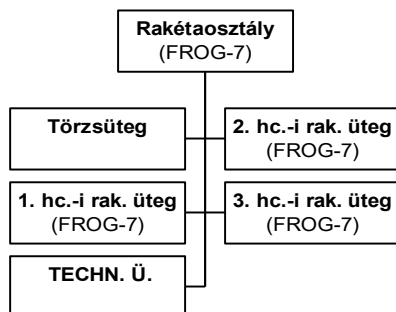 Rakétaosztály
(FROG-7)
Törzsüteg
2. hc.-i rak. üteg
(FROG-7)
1. hc.-i rak. üteg
(FROG-7)
3. hc.-i rak. üteg
(FROG-7)
TECHN. Ü.